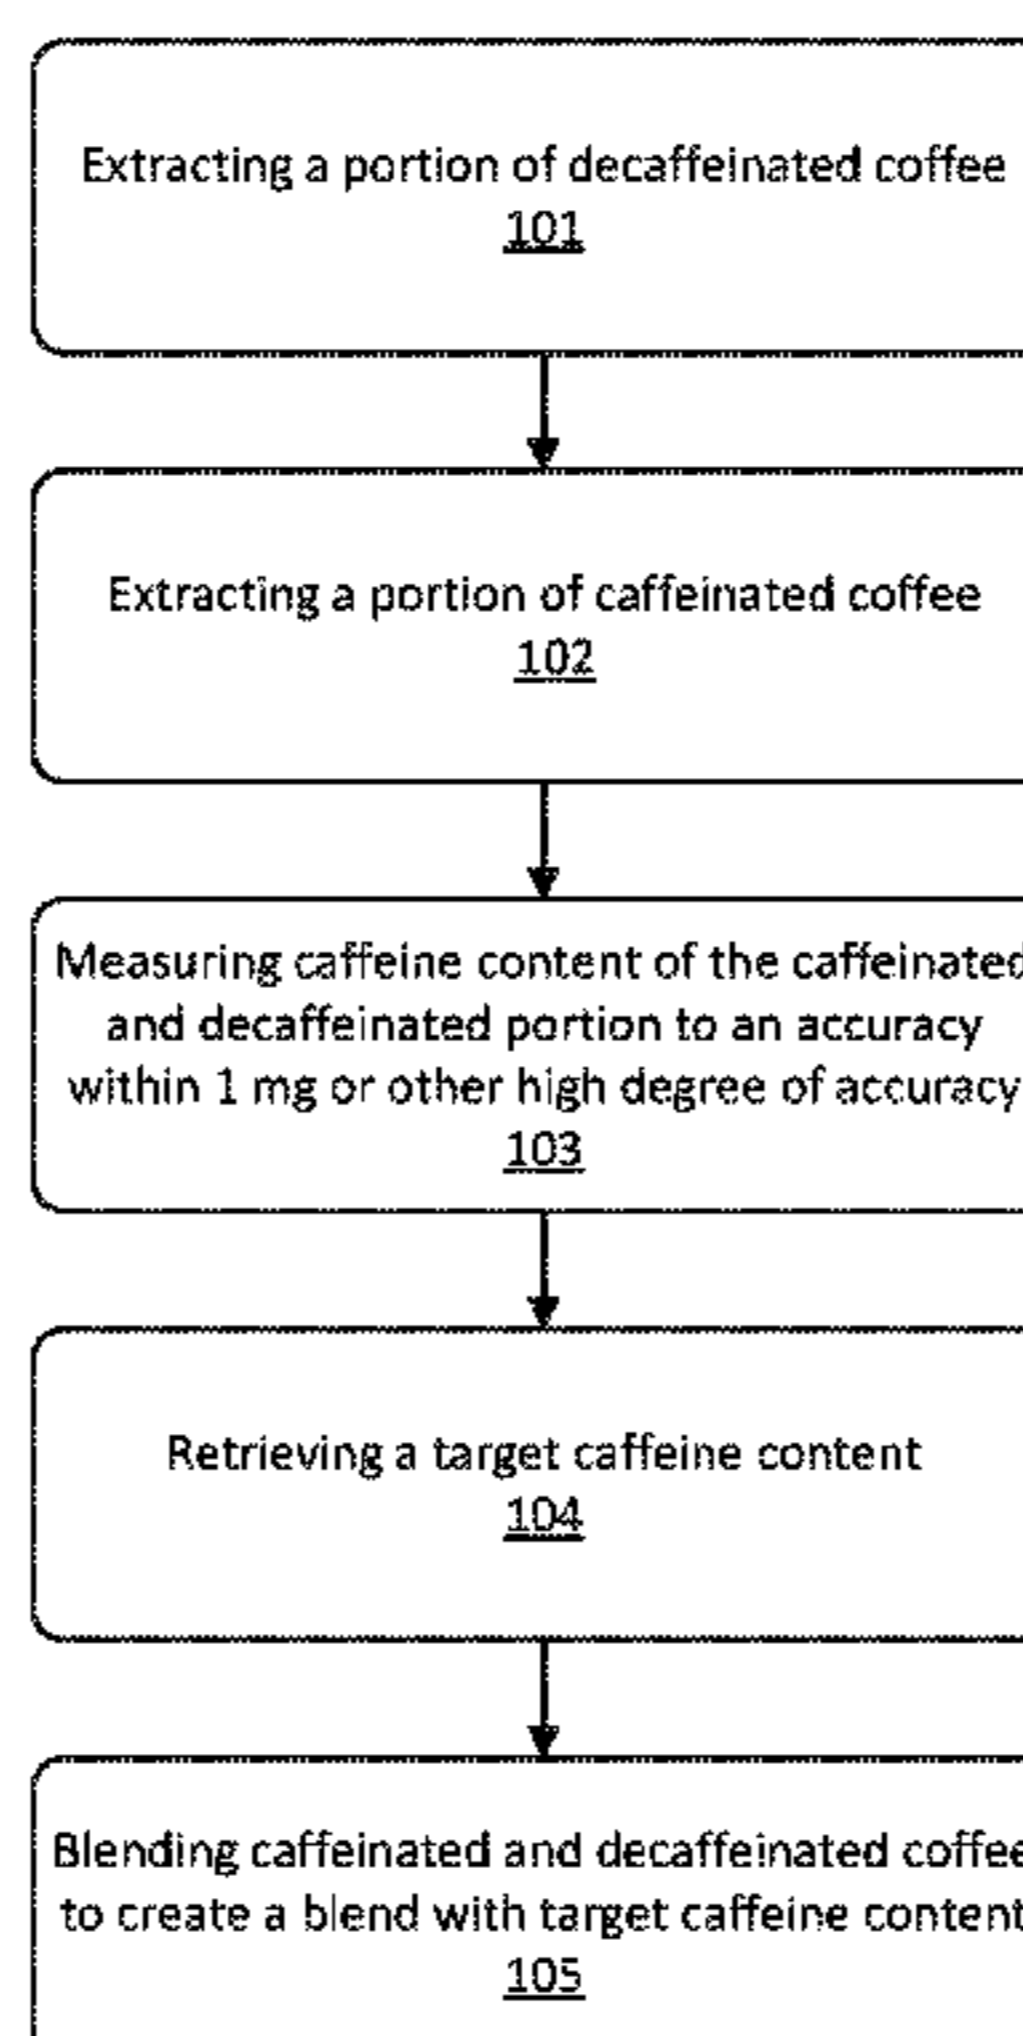 Extracting a portion of decaffeinated coffee
101
Extracting a portion of caffeinated coffee
102
Measuring caffeine content of the caffeinated
and decaffeinated portion to an accuracy
within 1 mg or other high degree of accuracy
103
Retrieving a target caffeine content
104
Blending caffeinated and decaffeinated coffee
to create a blend with target caffeine content
105